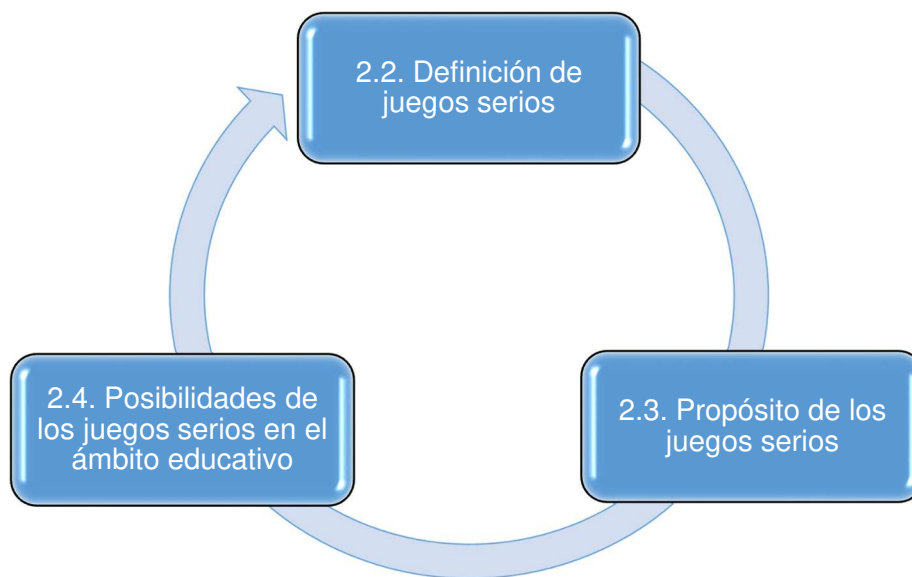 2.2. Definición de
juegos serios
2.3. Propósito de los
juegos serios
2.4. Posibilidades de
los juegos serios en el
ámbito educativo